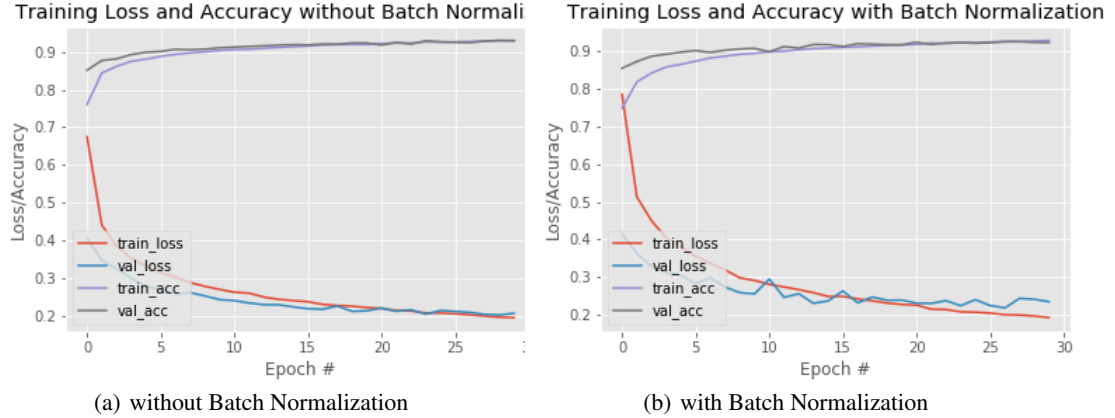 Training Loss and Accuracy without Batch Normali
0.9
0.8
0.7
0.6
0.5
0.4
0.3
0.2
Loss/Accuracy
train_loss
val_loss
train_acc
val_acc
0 5 10 15 20 25
Epoch #
(a) without Batch Normalization
Training Loss and Accuracy with Batch Normalization
0.9
0.8
0.7
0.6
0.5
0.4
0.3
0.2
Loss/Accuracy
train_loss
val_loss
train_acc
val_acc
0 5 10 15 20 25 30
Epoch #
(b) with Batch Normalization